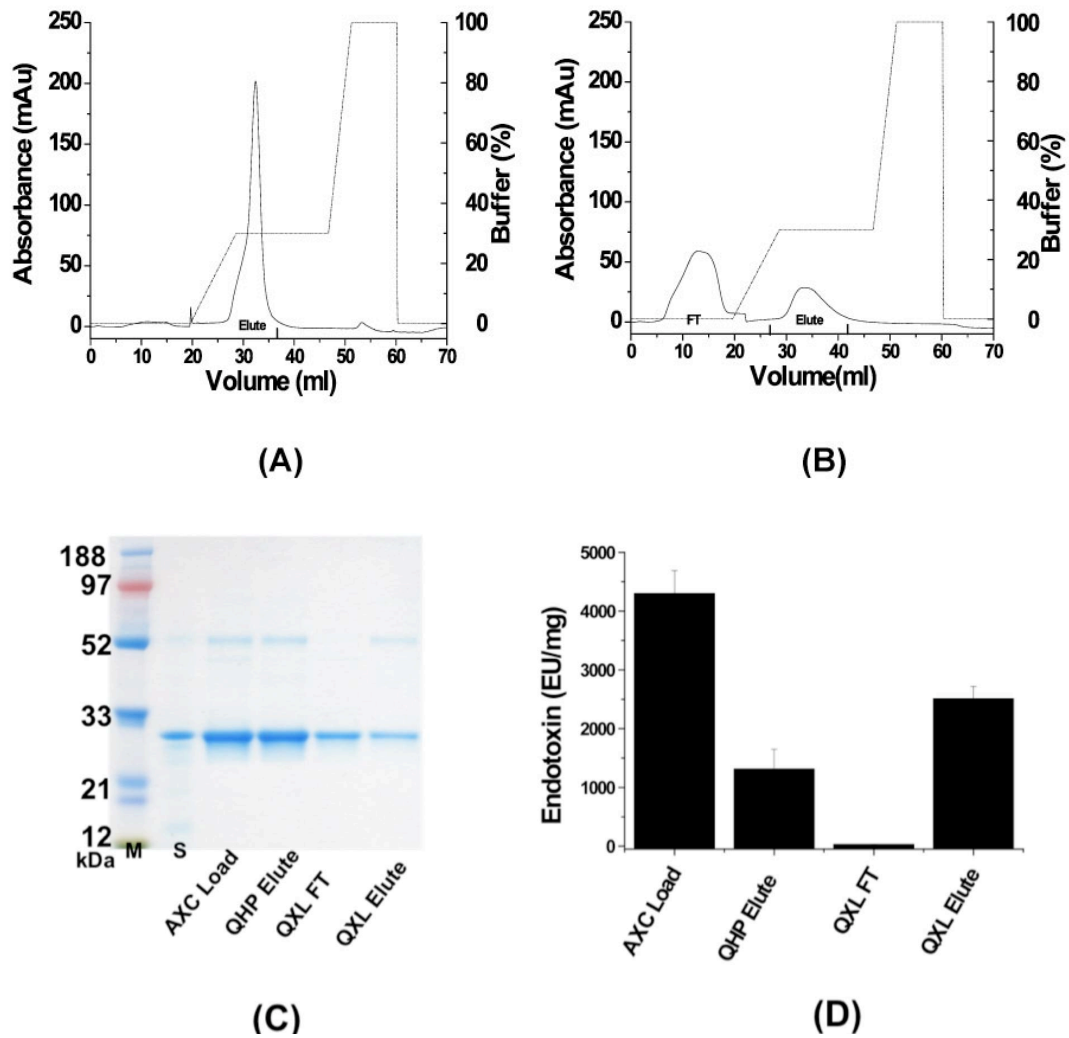 250
200
150
100
50
0
Absorbance (mAu)
100
80
60
40
20
0
Buffer (%)
Elute
0 10 20 30 40 50 60 70
Volume (ml)
(A)
250
200
150
100
50
0
Absorbance (mAu)
100
80
60
40
20
0
Buffer (%)
FT
Elute
0 10 20 30 40 50 60 70
Volume(ml)
(B)
188
97
52
33
21
12
kDa
M
S
AXC Load
QHP Elute
QXL FT
QXL Elute
(C)
5000
4000
3000
2000
1000
0
Endotoxin (EU/mg)
AXC Load
QHP Elute
QXL FT
QXL Elute
(D)